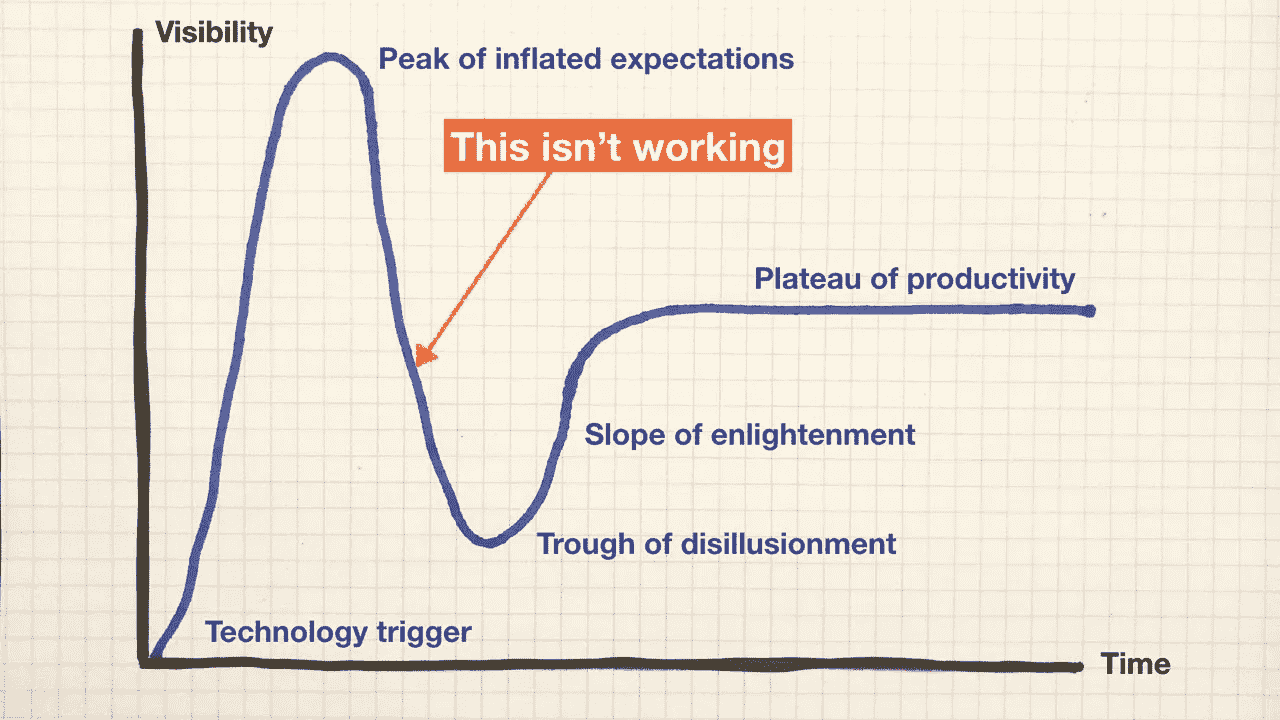 Visibility
Peak of inflated expectations
This isn’t working
Plateau of productivity
Slope of enlightenment
Trough of disillusionment
Technology trigger
Time